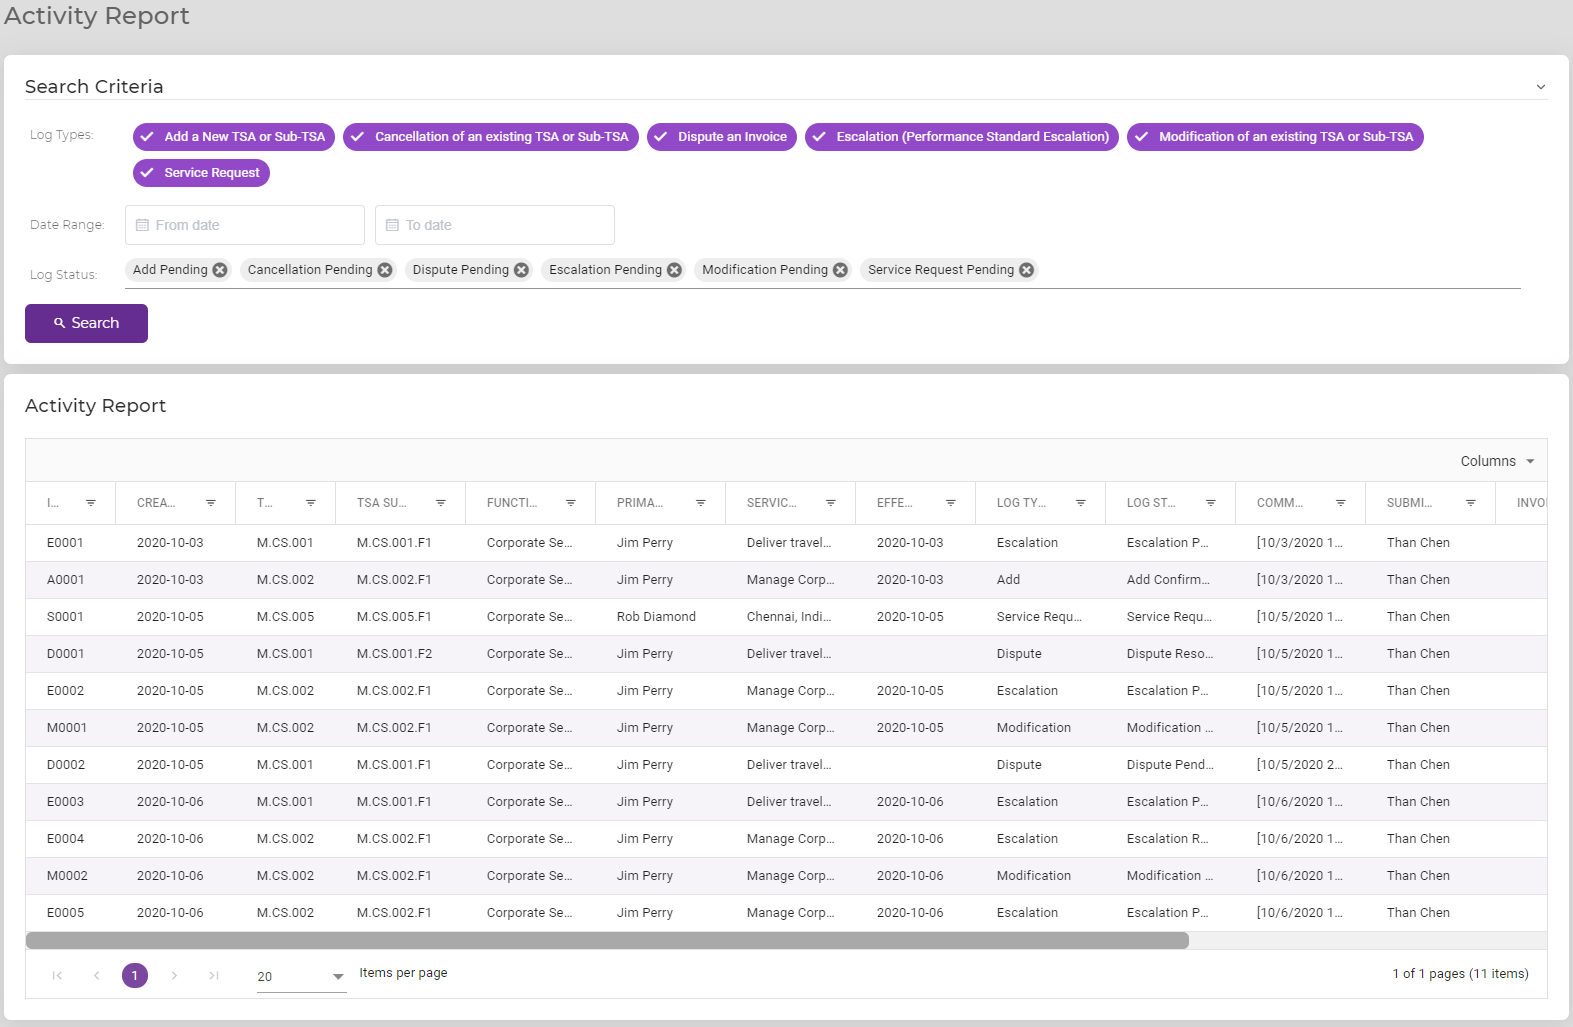 Activity Report
Search Criteria
Log Types: Add a New TSA or Sub-TSA Cancellation of an existing TSA or Sub-TSA Dispute an Invoice Escalation (Performance Standard Escalation) Modification of an existing TSA or Sub-TSA
Service Request
Date Range: From date To date
Log Status: Add Pending Cancellation Pending Dispute Pending Escalation Pending Modification Pending Service Request Pending
Search
Activity Report
Columns
I... CREA... T... TSA SU... FUNCTI... PRIMA... SERVIC... EFFE... LOG TY... LOG ST... COMM... SUBMI... INVOI
E0001 2020-10-03 M.CS.001 M.CS.001.F1 Corporate Se... Jim Perry Deliver travel... 2020-10-03 Escalation Escalation P... [10/3/2020 1... Than Chen
A0001 2020-10-03 M.CS.002 M.CS.002.F1 Corporate Se... Jim Perry Manage Corp... 2020-10-03 Add Add Confirm... [10/3/2020 1... Than Chen
S0001 2020-10-05 M.CS.005 M.CS.005.F1 Corporate Se... Rob Diamond Chennai, Indi... 2020-10-05 Service Requ... Service Requ... [10/5/2020 1... Than Chen
D0001 2020-10-05 M.CS.001 M.CS.001.F2 Corporate Se... Jim Perry Deliver travel... Dispute Dispute Reso... [10/5/2020 1... Than Chen
E0002 2020-10-05 M.CS.002 M.CS.002.F1 Corporate Se... Jim Perry Manage Corp... 2020-10-05 Escalation Escalation P... [10/5/2020 1... Than Chen
M0001 2020-10-05 M.CS.002 M.CS.002.F1 Corporate Se... Jim Perry Manage Corp... 2020-10-05 Modification Modification ... [10/5/2020 1... Than Chen
D0002 2020-10-05 M.CS.001 M.CS.001.F1 Corporate Se... Jim Perry Deliver travel... Dispute Dispute Pend... [10/5/2020 2... Than Chen
E0003 2020-10-06 M.CS.001 M.CS.001.F1 Corporate Se... Jim Perry Deliver travel... 2020-10-06 Escalation Escalation P... [10/6/2020 1... Than Chen
E0004 2020-10-06 M.CS.002 M.CS.002.F1 Corporate Se... Jim Perry Manage Corp... 2020-10-06 Escalation Escalation R... [10/6/2020 1... Than Chen
M0002 2020-10-06 M.CS.002 M.CS.002.F1 Corporate Se... Jim Perry Manage Corp... 2020-10-06 Modification Modification ... [10/6/2020 1... Than Chen
E0005 2020-10-06 M.CS.002 M.CS.002.F1 Corporate Se... Jim Perry Manage Corp... 2020-10-06 Escalation Escalation P... [10/6/2020 1... Than Chen
1 20 Items per page 1 of 1 pages (11 items)